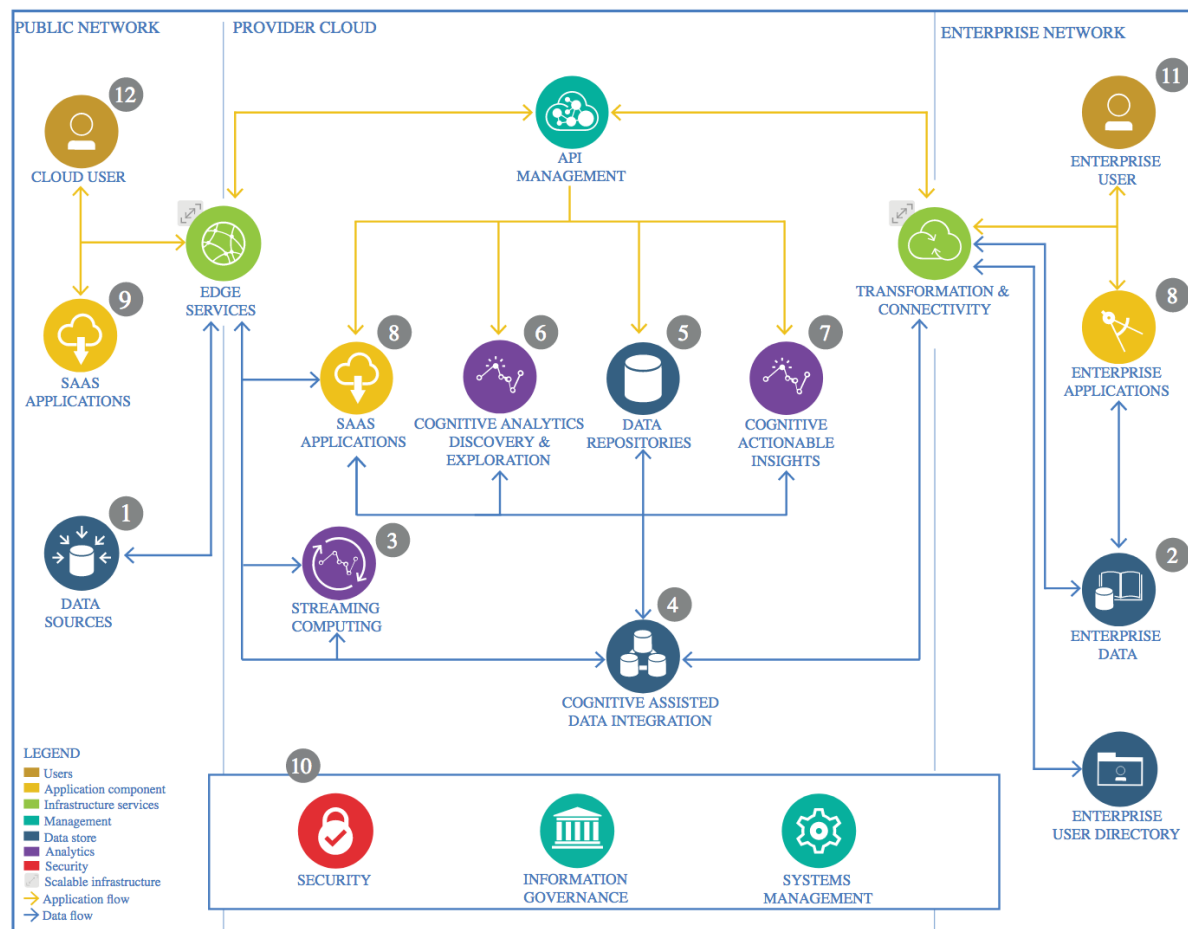 PUBLIC NETWORK
PROVIDER CLOUD
ENTERPRISE NETWORK
12
CLOUD USER
API
MANAGEMENT
11
ENTERPRISE
USER
EDGE
SERVICES
TRANSFORMATION &
CONNECTIVITY
9
SAAS
APPLICATIONS
8
SAAS
APPLICATIONS
6
COGNITIVE ANALYTICS
DISCOVERY &
EXPLORATION
5
DATA
REPOSITORIES
7
COGNITIVE
ACTIONABLE
INSIGHTS
8
ENTERPRISE
APPLICATIONS
1
DATA
SOURCES
3
STREAMING
COMPUTING
4
COGNITIVE ASSISTED
DATA INTEGRATION
2
ENTERPRISE
DATA
ENTERPRISE
USER DIRECTORY
LEGEND
Users
Application component
Infrastructure services
Management
Data store
Analytics
Security
Scalable infrastructure
Application flow
Data flow
10
SECURITY
INFORMATION
GOVERNANCE
SYSTEMS
MANAGEMENT